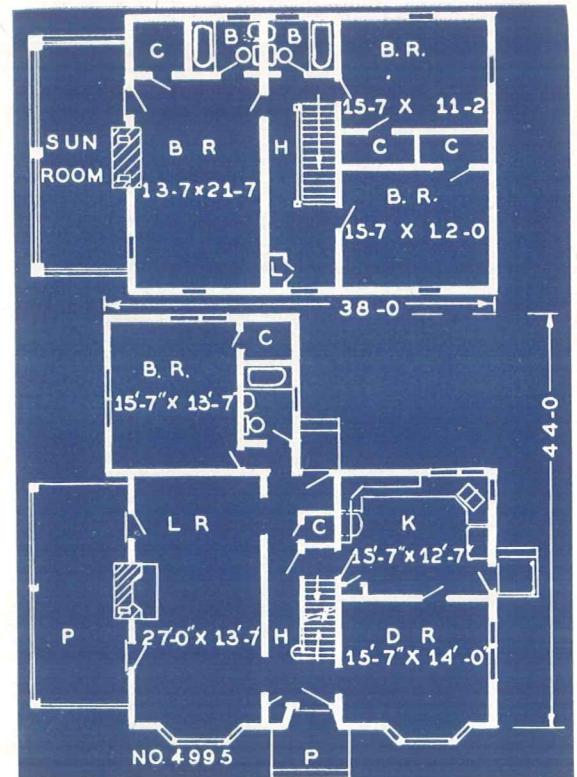 C B B B. R.
15-7 X 11-2
SUN ROOM
B R
13-7X21-7
H
C C
B. R.
15-7 X 12-0
L
38-0
B. R.
15'-7" X 13'-7"
C
44-0
L R
C
K
15'-7" X 12'-7"
P
27'-0" X 13'-7"
H
D R
15'-7" X 14'-0"
NO. 4995
P